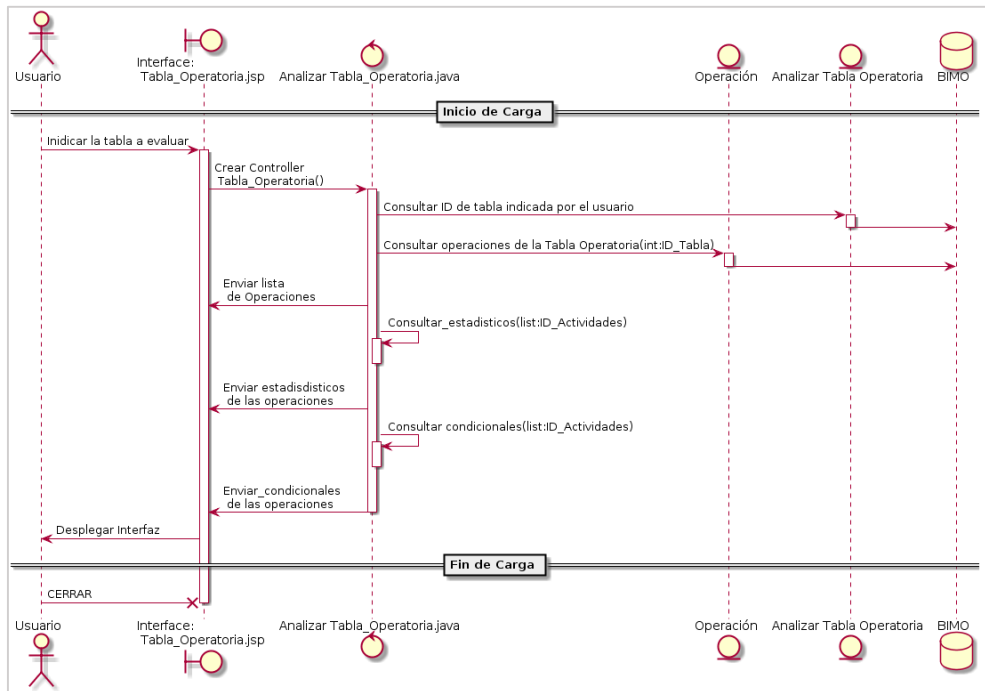 Usuario
Interface:
Tabla_Operatoria.jsp
Analizar Tabla_Operatoria.java
Operación
Analizar Tabla Operatoria
BIMO
Inicio de Carga
Inidicar la tabla a evaluar
Crear Controller
Tabla_Operatoria()
Consultar ID de tabla indicada por el usuario
Consultar operaciones de la Tabla Operatoria(int:ID_Tabla)
Enviar lista
de Operaciones
Consultar_estadisticos(list:ID_Actividades)
Enviar estadisdisticos
de las operaciones
Consultar condicionales(list:ID_Actividades)
Enviar_condicionales
de las operaciones
Desplegar Interfaz
Fin de Carga
CERRAR
Usuario
Interface:
Tabla_Operatoria.jsp
Analizar Tabla_Operatoria.java
Operación
Analizar Tabla Operatoria
BIMO